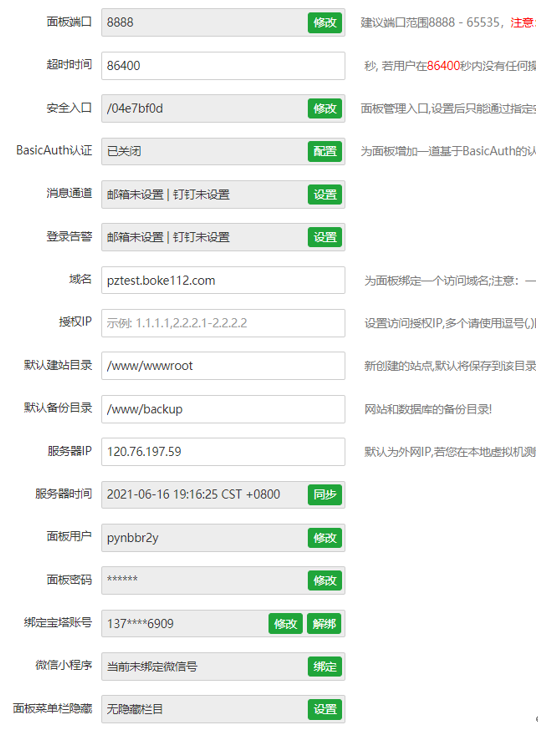 面板端口 8888 修改 建议端口范围8888 - 65535，注意:
超时时间 86400 秒, 若用户在86400秒内没有任何操
安全入口 /04e7bf0d 修改 面板管理入口,设置后只能通过指定安
BasicAuth认证 已关闭 配置 为面板增加一道基于BasicAuth的认
消息通道 邮箱未设置 | 钉钉未设置 设置
登录告警 邮箱未设置 | 钉钉未设置 设置
域名 pztest.boke112.com 为面板绑定一个访问域名;注意：一
授权IP 示例: 1.1.1.1,2.2.2.1-2.2.2.2 设置访问授权IP,多个请使用逗号(,)
默认建站目录 /www/wwwroot 新创建的站点,默认将保存到该目录
默认备份目录 /www/backup 网站和数据库的备份目录!
服务器IP 120.76.197.59 默认为外网IP,若您在本地虚拟机测
服务器时间 2021-06-16 19:16:25 CST +0800 同步
面板用户 pynbbr2y 修改
面板密码 ****** 修改
绑定宝塔账号 137****6909 修改 解绑
微信小程序 当前未绑定微信号 绑定
面板菜单栏隐藏 无隐藏栏目 设置